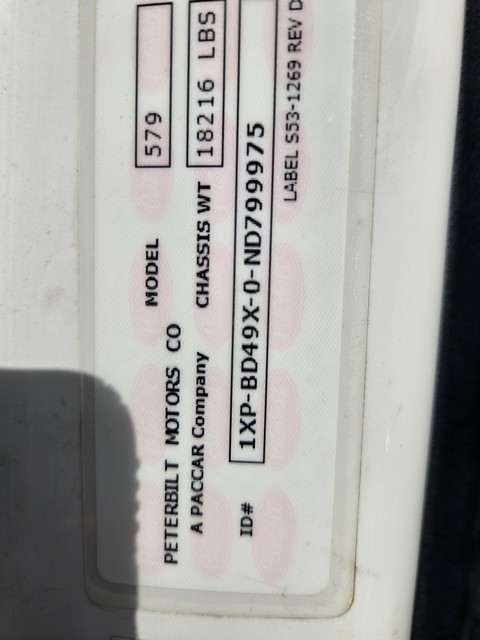 PETERBILT MOTORS CO MODEL 579
A PACCAR Company CHASSIS WT 18216 LBS
ID# 1XP-BD49X-0-ND799975
LABEL S53-1269 REV D